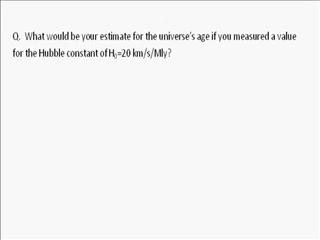 Q. What would be your estimate for the universe's age if you measured a value
for the Hubble constant of H₀=20 km/s/Mly?